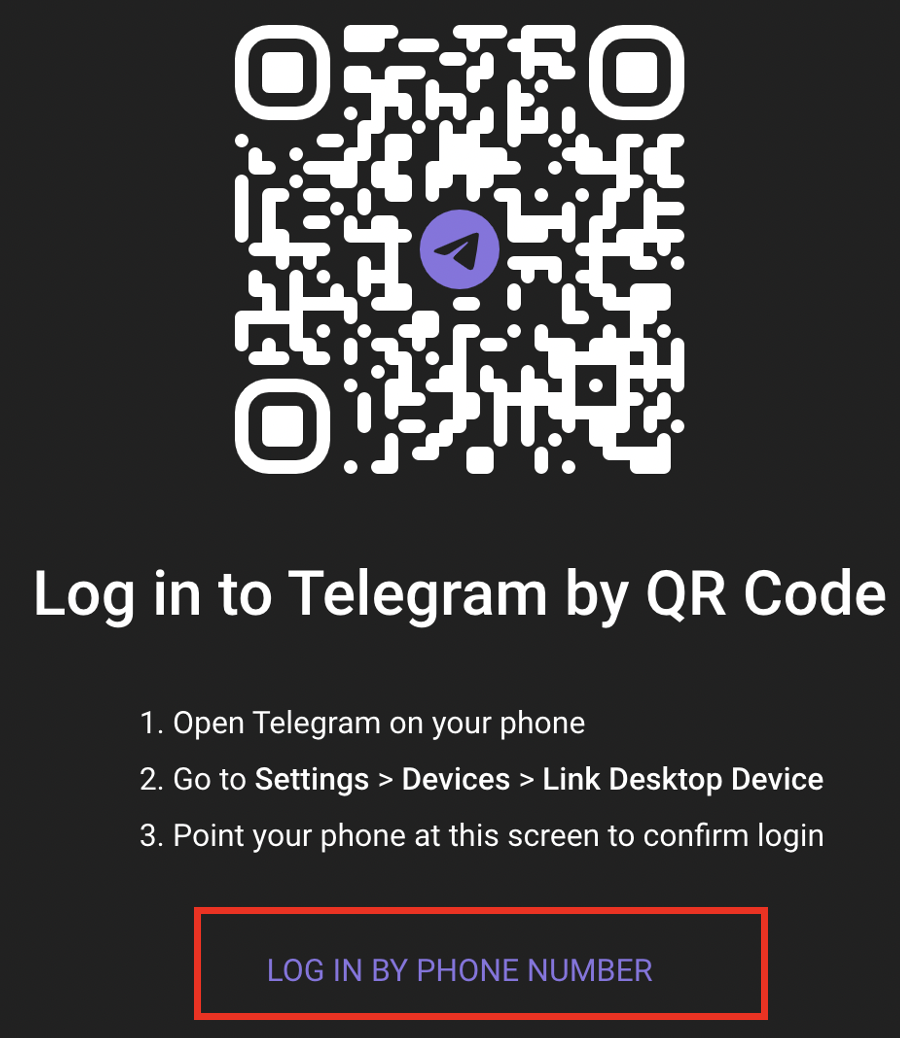 Log in to Telegram by QR Code
1. Open Telegram on your phone
2. Go to Settings > Devices > Link Desktop Device
3. Point your phone at this screen to confirm login
LOG IN BY PHONE NUMBER